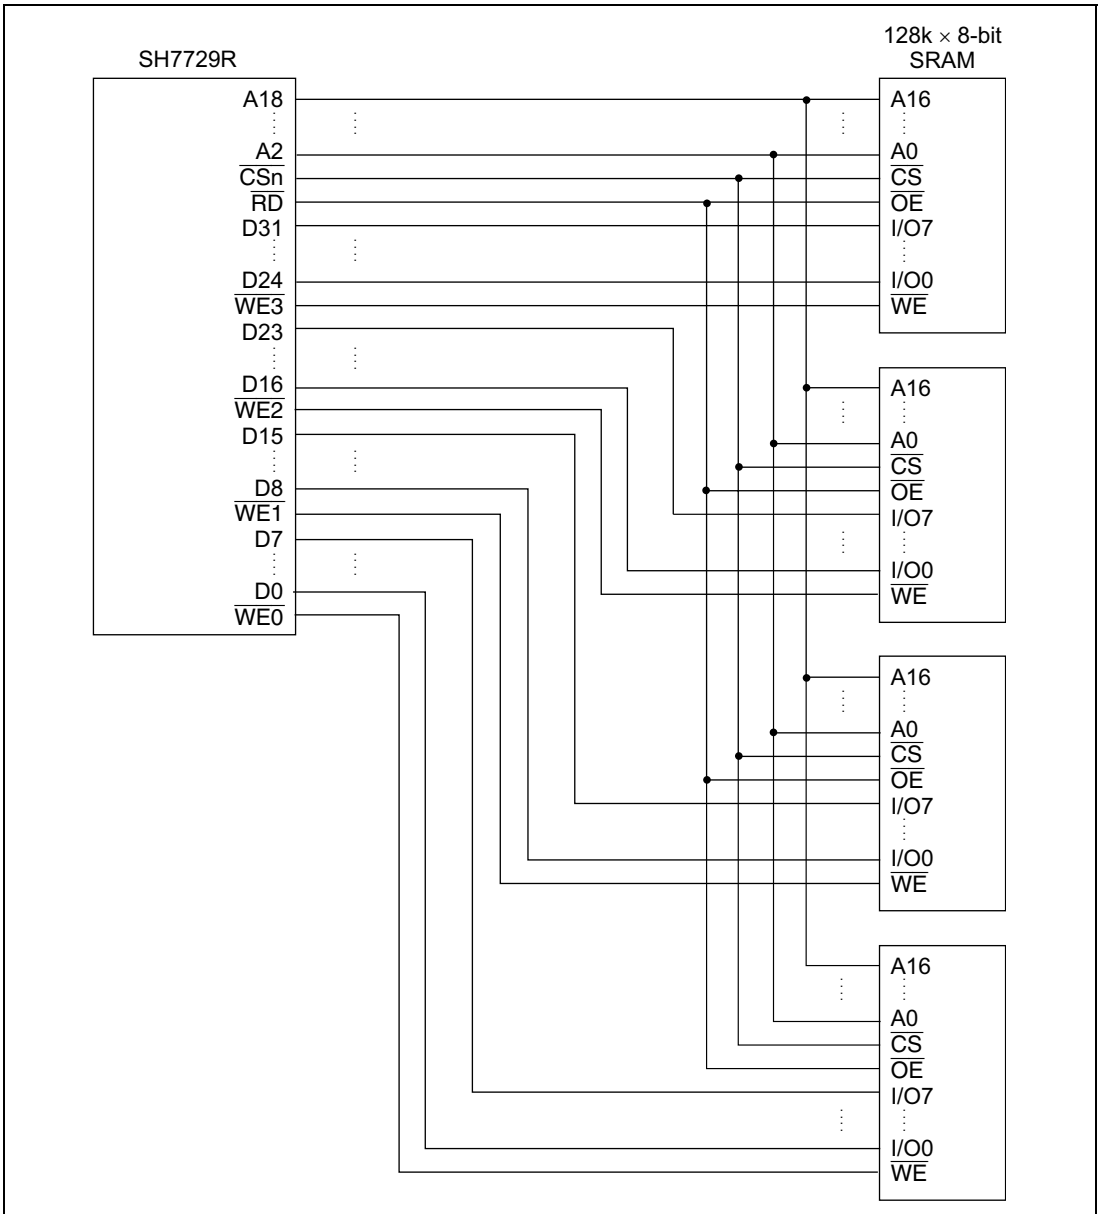 SH7729R
A18
A2
CSn
RD
D31
D24
WE3
D23
D16
WE2
D15
D8
WE1
D7
D0
WE0
128k × 8-bit
SRAM
A16
A0
CS
OE
I/O7
I/O0
WE
A16
A0
CS
OE
I/O7
I/O0
WE
A16
A0
CS
OE
I/O7
I/O0
WE
A16
A0
CS
OE
I/O7
I/O0
WE